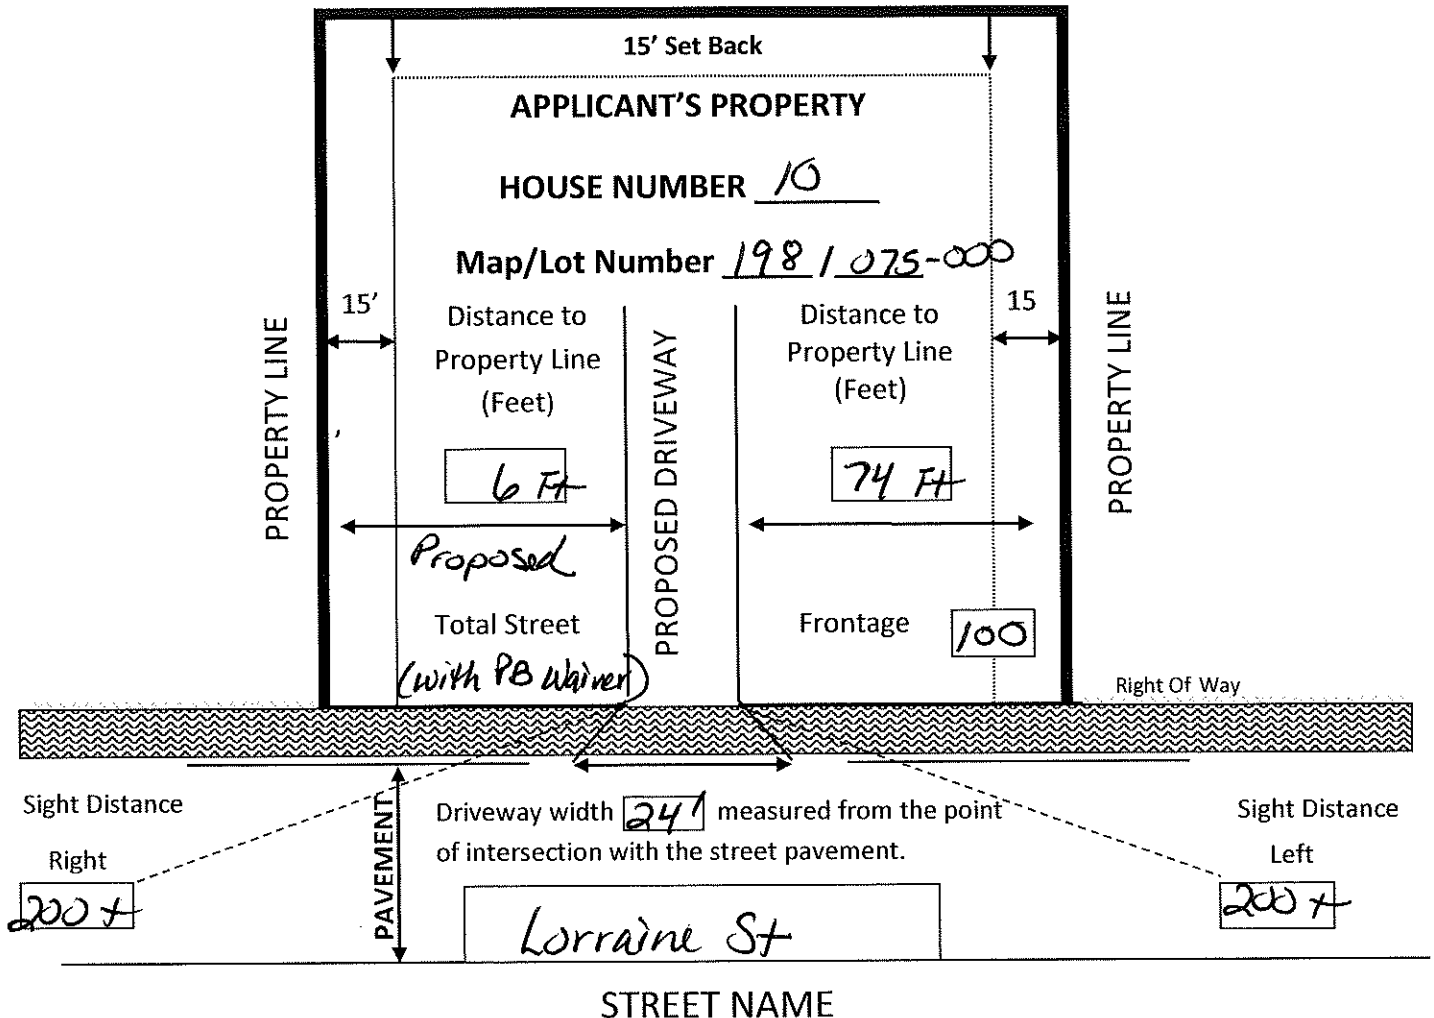 15' Set Back
APPLICANT'S PROPERTY
HOUSE NUMBER 10
Map/Lot Number 198 / 075-000
15'
15
PROPERTY LINE
Distance to
Property Line
(Feet)
6 Ft
Proposed
PROPOSED DRIVEWAY
Distance to
Property Line
(Feet)
74 Ft
PROPERTY LINE
Total Street
Frontage 100
(with PB Waiver)
Right Of Way
Sight Distance
Right
200 +
PAVEMENT
Driveway width 24' measured from the point
of intersection with the street pavement.
Sight Distance
Left
200 +
Lorraine St
STREET NAME